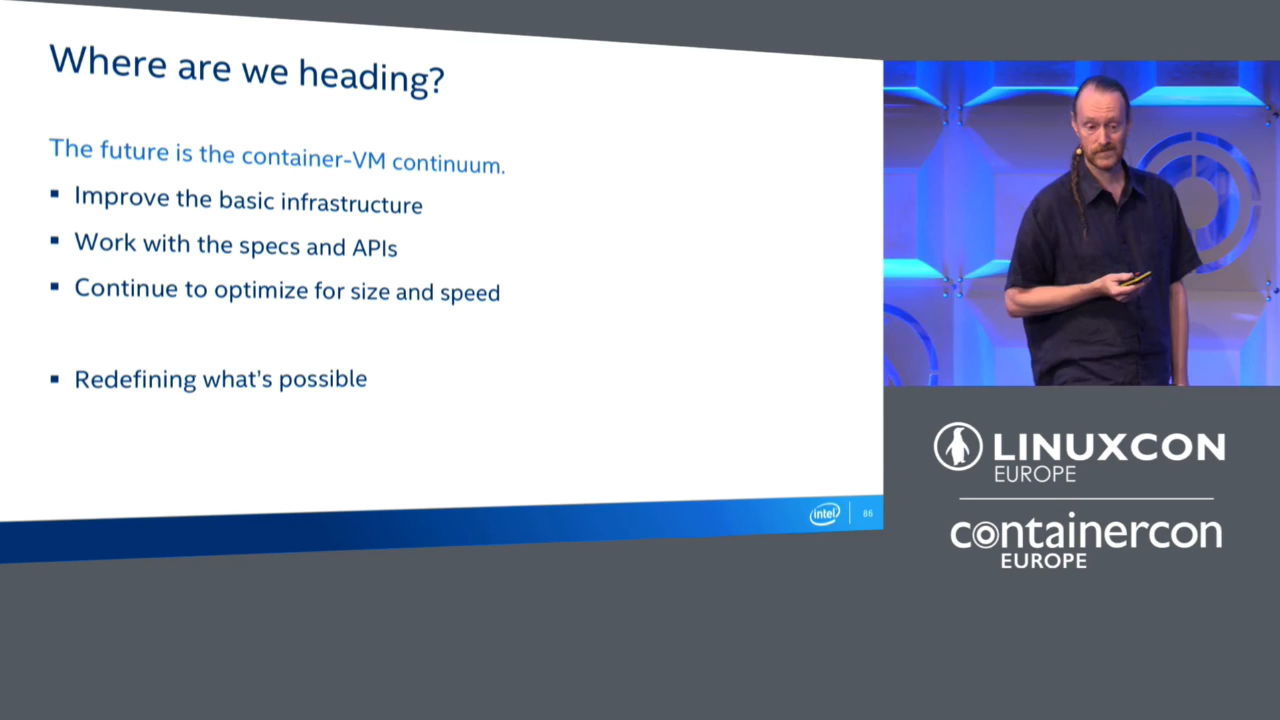 Where are we heading?
The future is the container-VM continuum.
▪ Improve the basic infrastructure
▪ Work with the specs and APIs
▪ Continue to optimize for size and speed
▪ Redefining what's possible
intel
86
LINUXCON
EUROPE
containercon
EUROPE